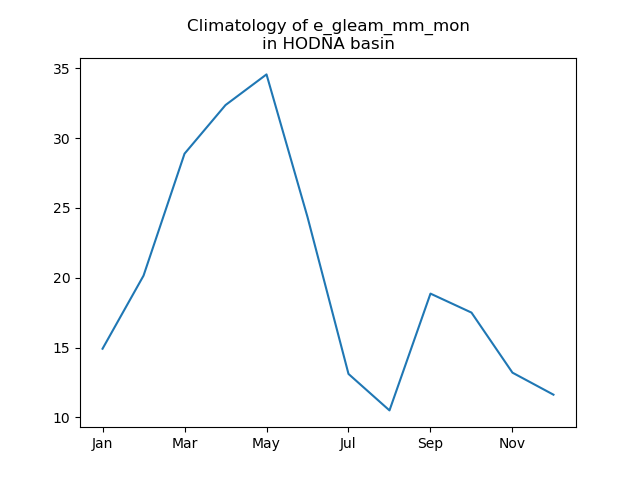 Climatology of e_gleam_mm_mon
in HODNA basin
35
30
25
20
15
10
Jan
Mar
May
Jul
Sep
Nov